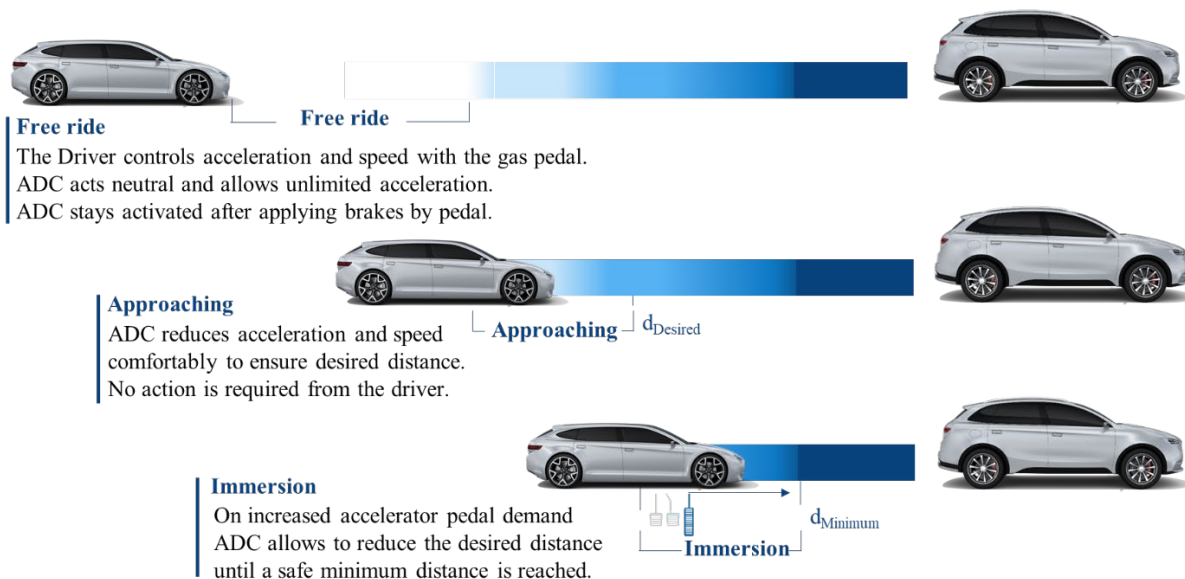 Free ride
Free ride
The Driver controls acceleration and speed with the gas pedal.
ADC acts neutral and allows unlimited acceleration.
ADC stays activated after applying brakes by pedal.
Approaching
Approaching
dDesired
ADC reduces acceleration and speed
comfortably to ensure desired distance.
No action is required from the driver.
Immersion
On increased accelerator pedal demand
ADC allows to reduce the desired distance
until a safe minimum distance is reached.
dMinimum
Immersion